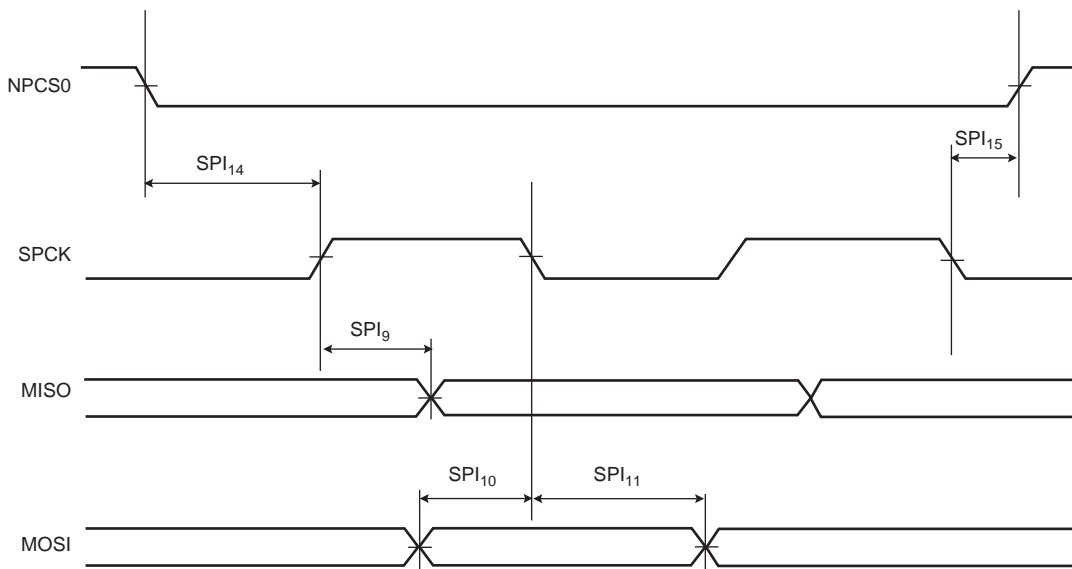 NPCS0
SPI₁₅
SPI₁₄
SPCK
SPI₉
MISO
SPI₁₀ SPI₁₁
MOSI